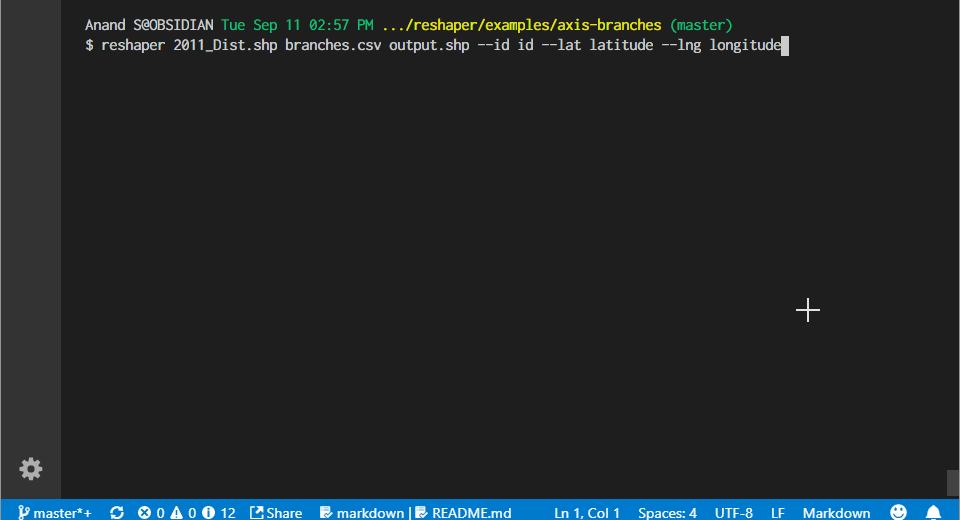 Anand S@OBSIDIAN Tue Sep 11 02:57 PM .../reshaper/examples/axis-branches (master)
$ reshaper 2011_Dist.shp branches.csv output.shp --id id --lat latitude --lng longitude
master*+ 0 0 12 Share markdown | README.md Ln 1, Col 1 Spaces: 4 UTF-8 LF Markdown